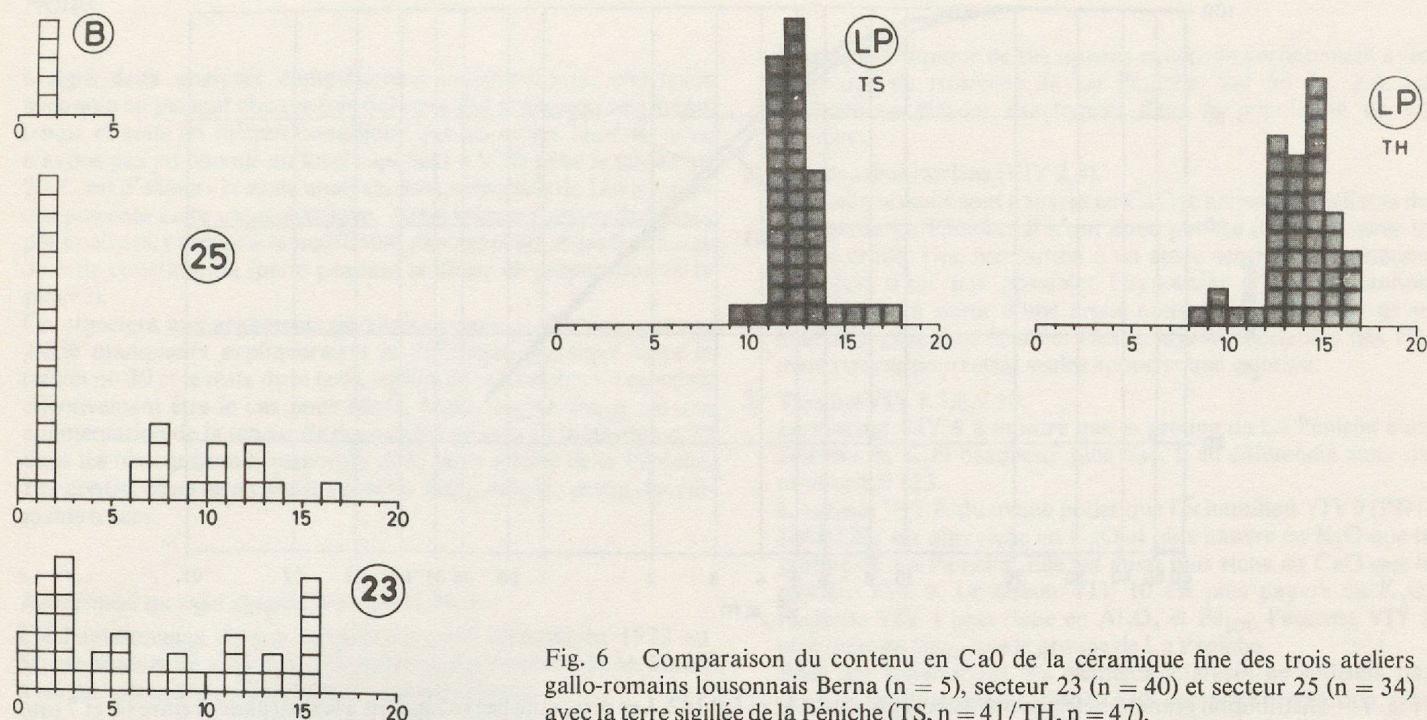 B
0 5
25
0 5 10 15 20
23
0 5 10 15 20
LP
TS
0 5 10 15 20
LP
TH
0 5 10 15 20
Fig. 6 Comparaison du contenu en CaO de la céramique fine des trois ateliers
gallo-romains lousonnais Berna (n = 5), secteur 23 (n = 40) et secteur 25 (n = 34)
avec la terre sigillée de la Péniche (TS, n = 41/TH, n = 47).